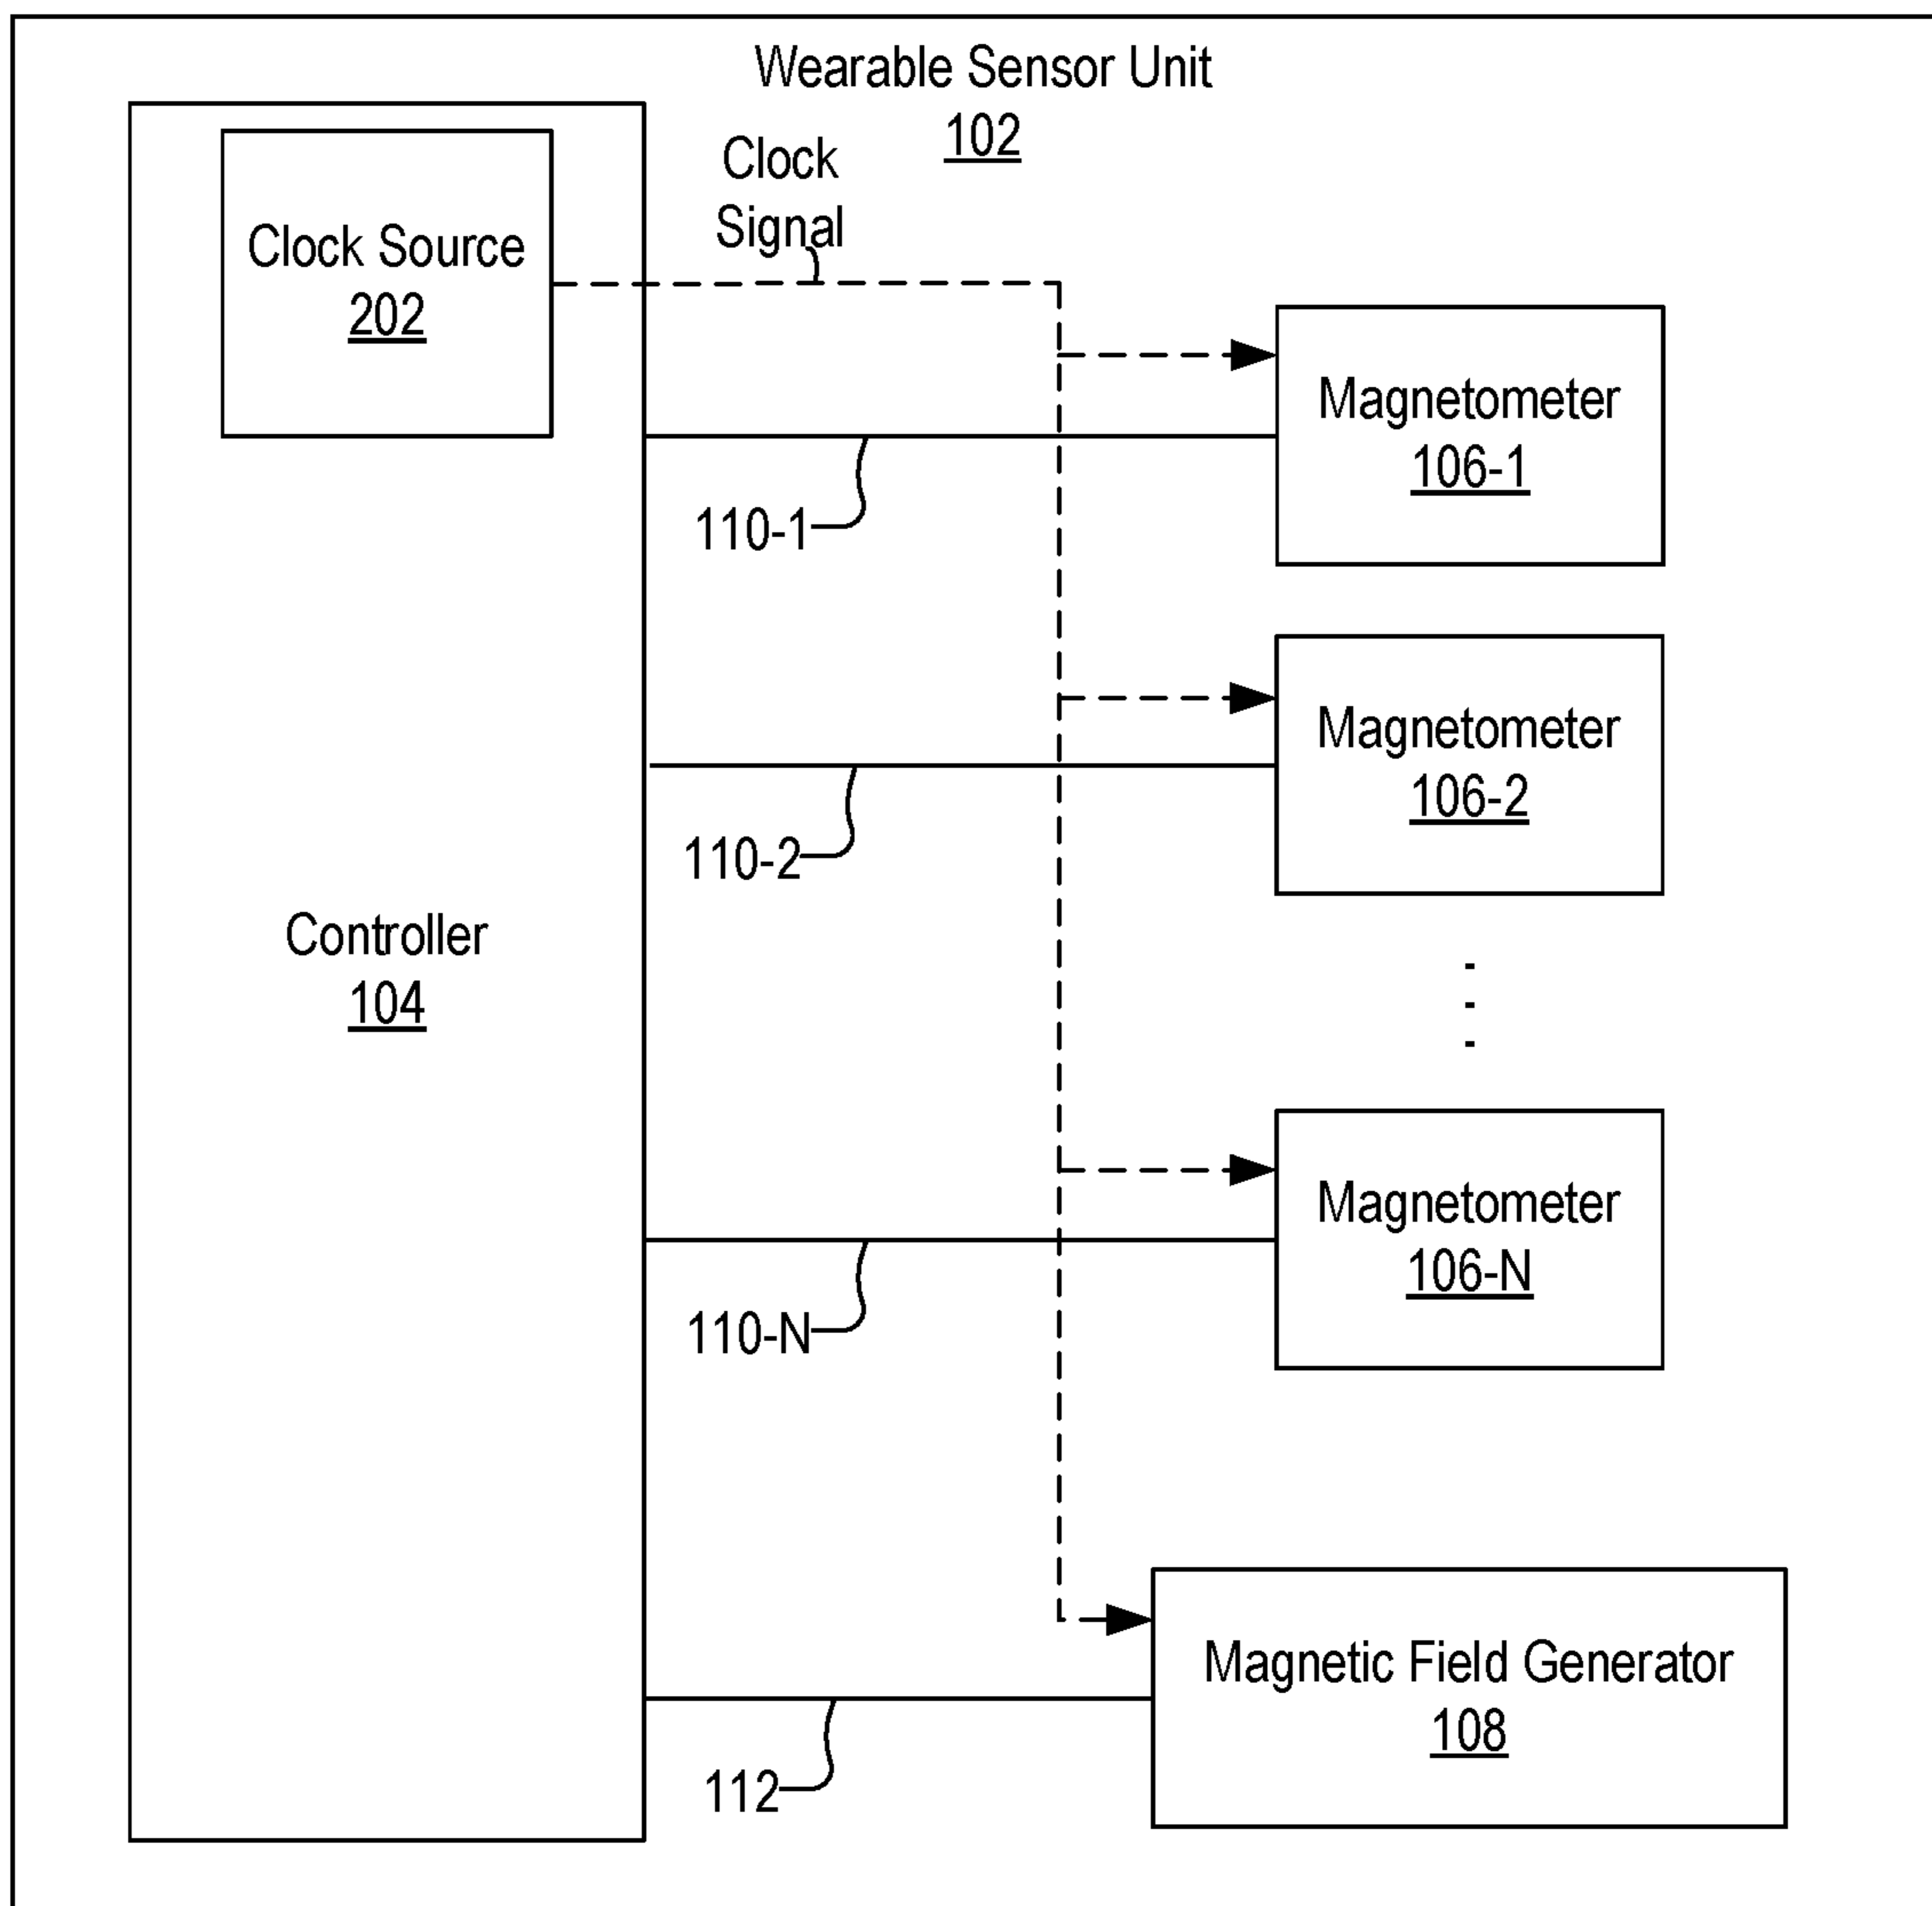 Wearable Sensor Unit
102
Clock
Signal
Clock Source
202
Magnetometer
106-1
110-1
Magnetometer
106-2
110-2
Controller
104
Magnetometer
106-N
110-N
Magnetic Field Generator
108
112